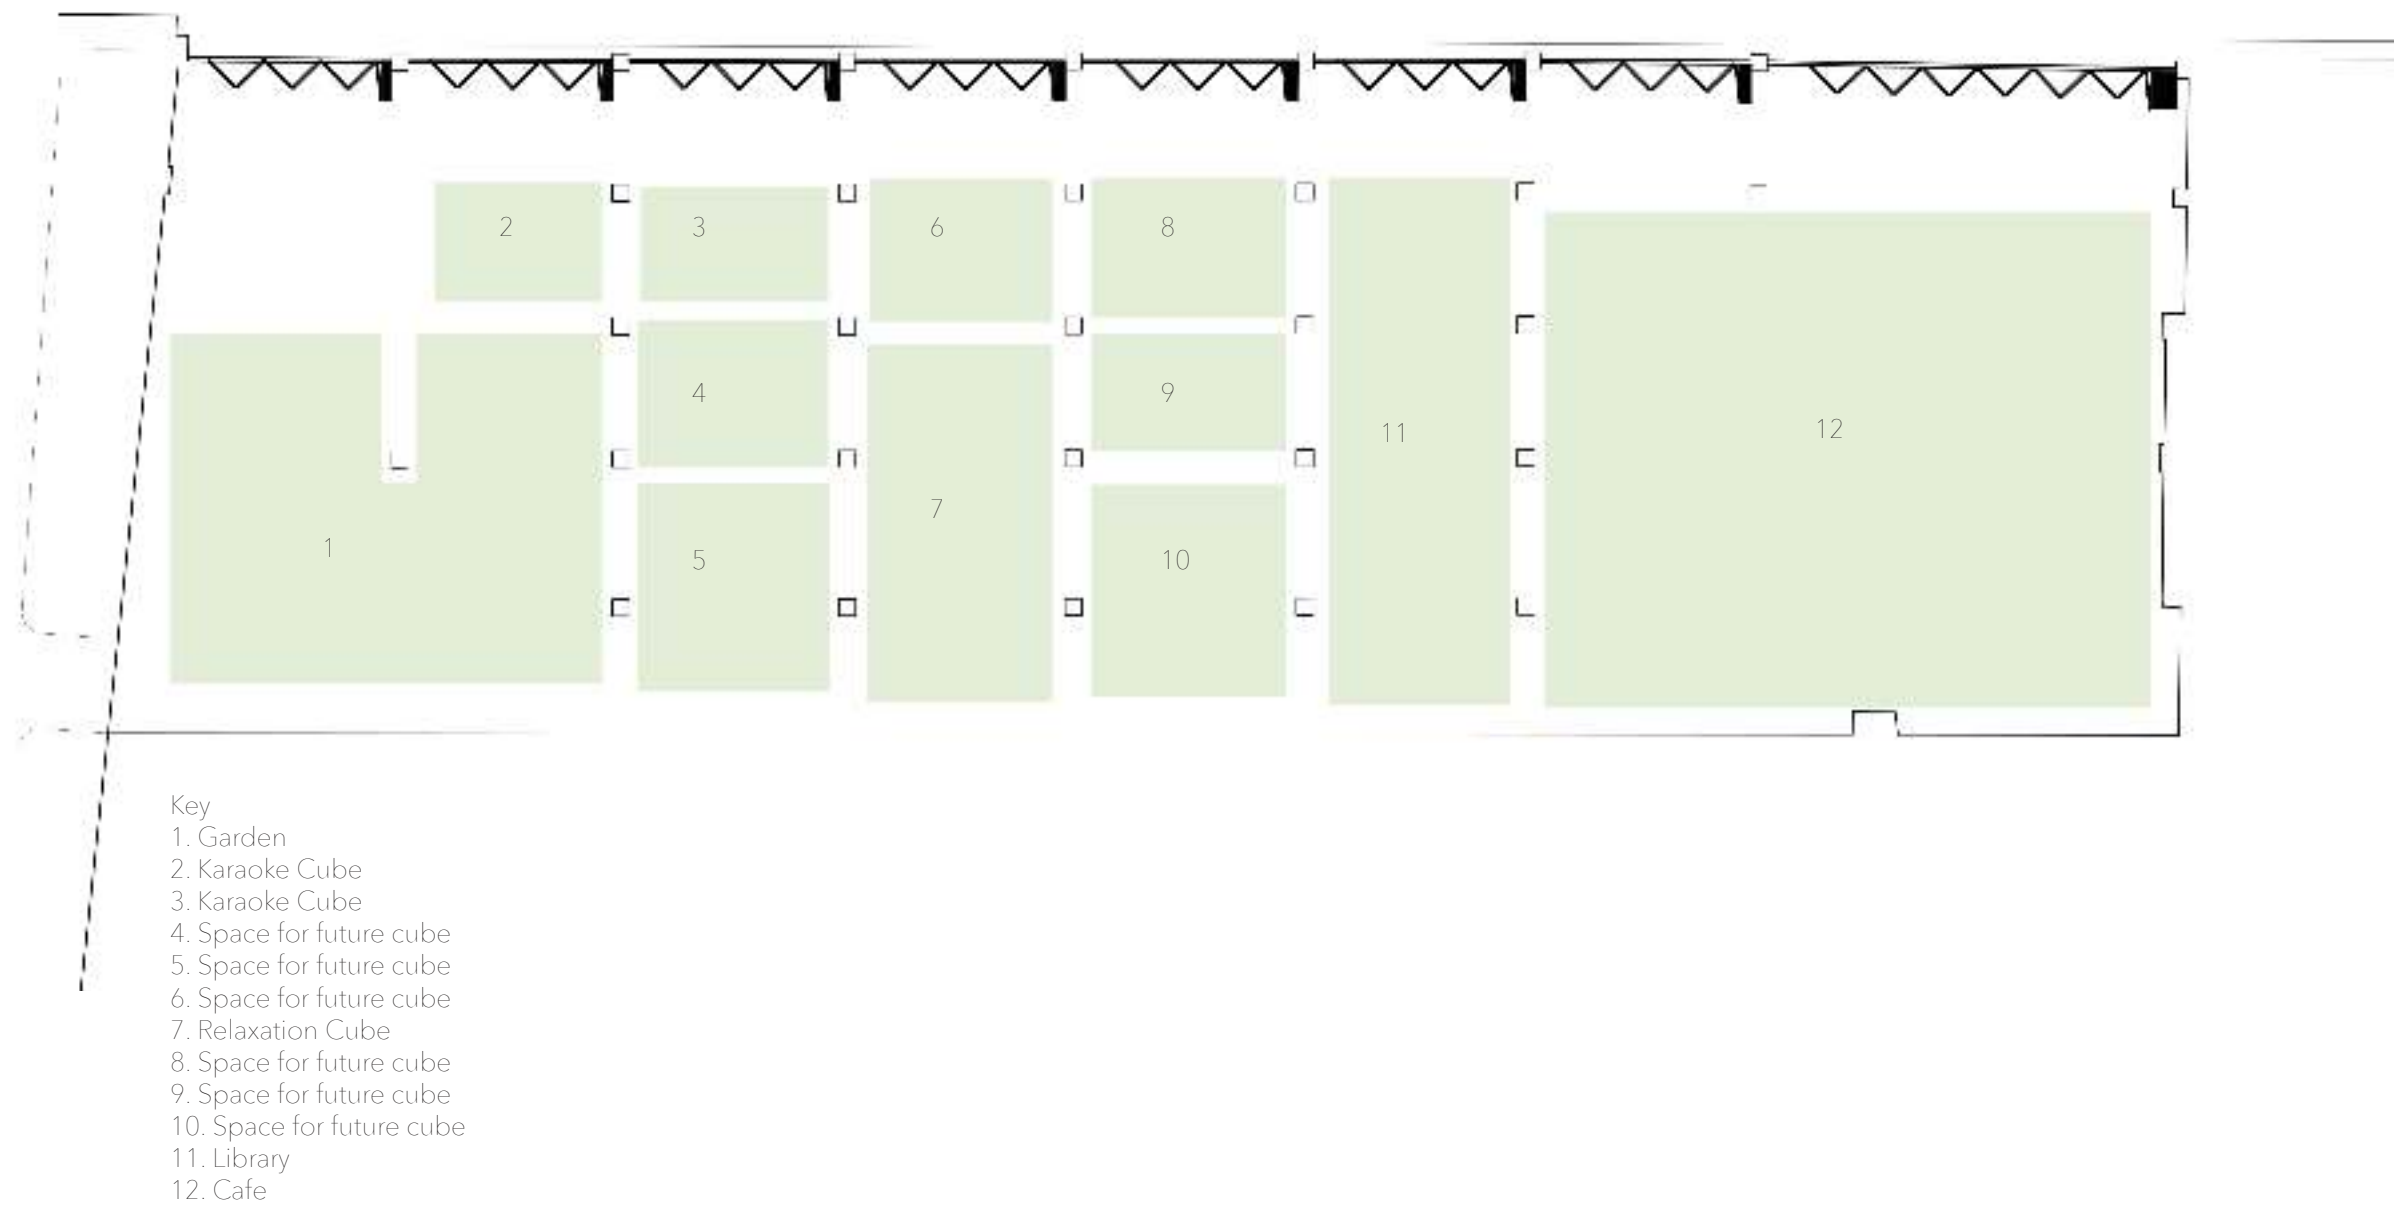 2
3
6
8
4
9
11
12
7
1
5
10
Key
1. Garden
2. Karaoke Cube
3. Karaoke Cube
4. Space for future cube
5. Space for future cube
6. Space for future cube
7. Relaxation Cube
8. Space for future cube
9. Space for future cube
10. Space for future cube
11. Library
12. Cafe